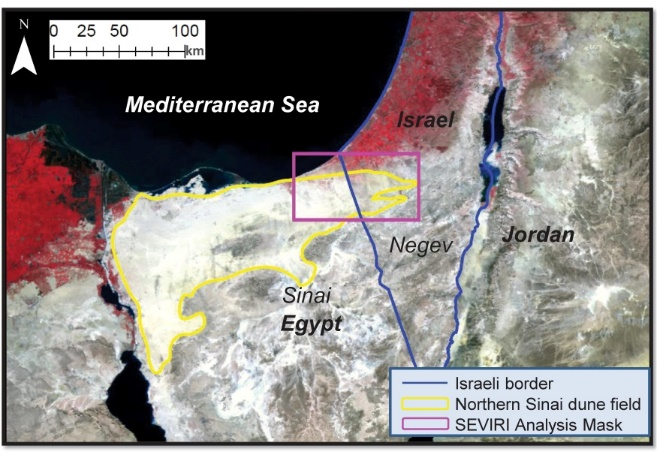 N
0 25 50 100
km
Mediterranean Sea
Israel
Negev
Jordan
Sinai
Egypt
Israeli border
Northern Sinai dune field
SEVIRI Analysis Mask